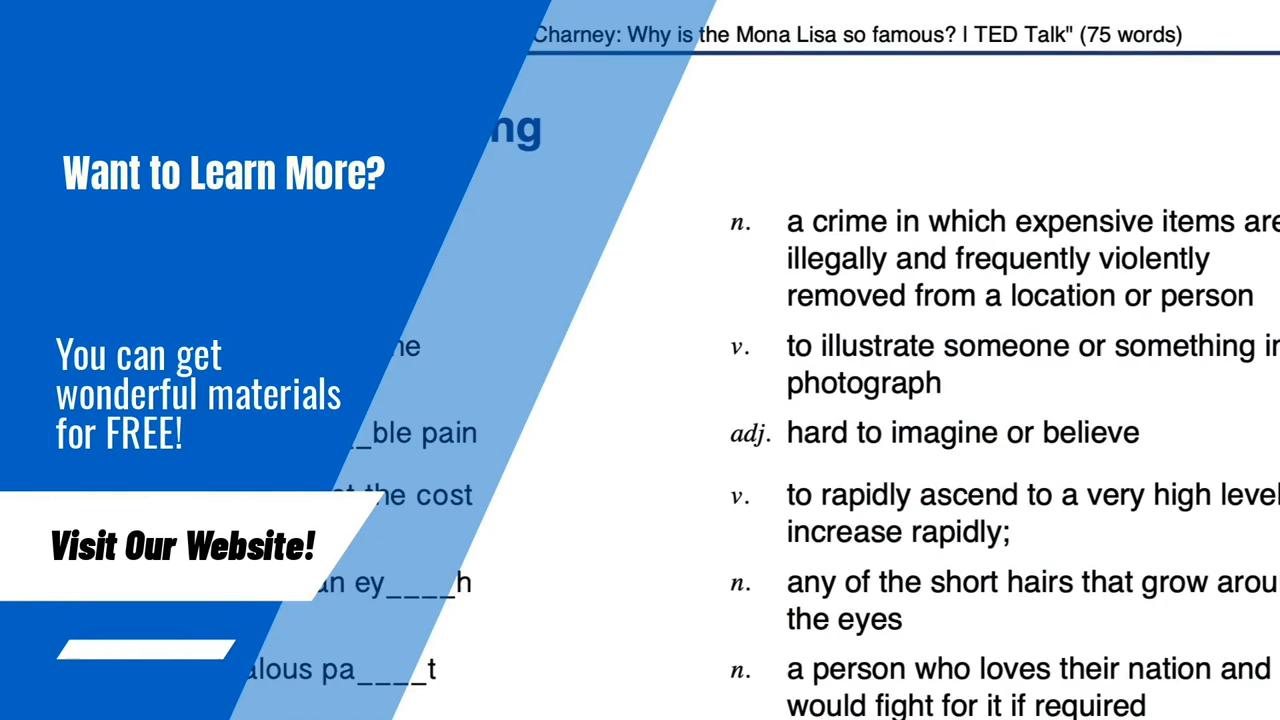 Charney: Why is the Mona Lisa so famous? | TED Talk" (75 words)
ng
Want to Learn More?
You can get
wonderful materials
for FREE!
Visit Our Website!
n. a crime in which expensive items are
illegally and frequently violently
removed from a location or person
ne v. to illustrate someone or something in
photograph
_ble pain adj. hard to imagine or believe
the cost v. to rapidly ascend to a very high level
increase rapidly;
an ey____h n. any of the short hairs that grow arou
the eyes
alous pa____t n. a person who loves their nation and
would fight for it if required